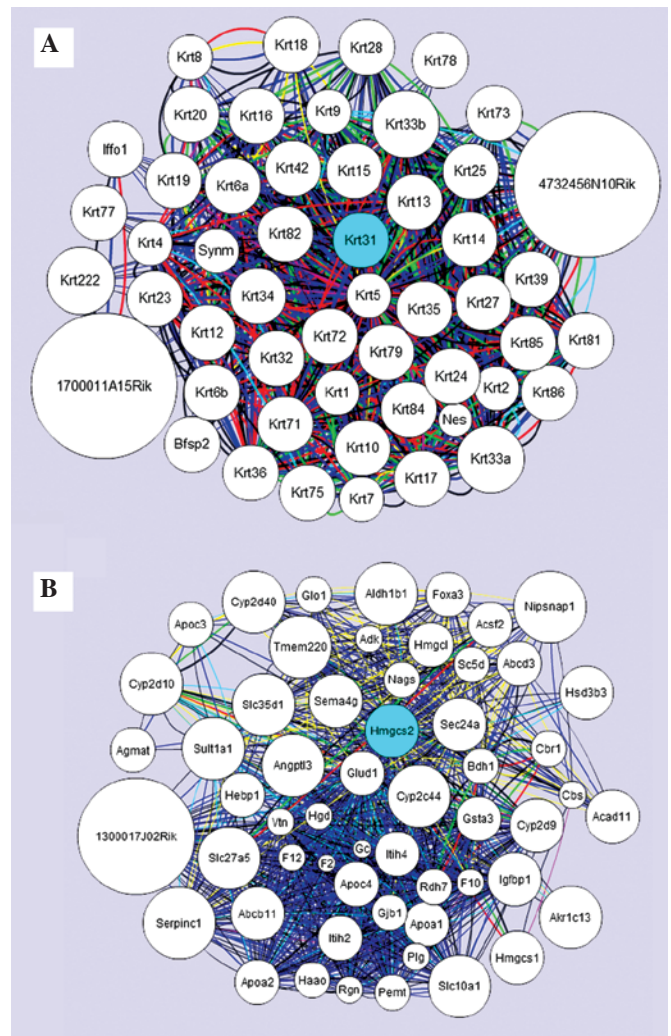 A
Krt8
Krt18
Krt28
Krt78
Krt20
Krt16
Krt9
Krt33b
Krt73
Iffo1
Krt19
Krt6a
Krt42
Krt15
Krt13
Krt25
4732456N10Rik
Krt77
Krt4
Synm
Krt82
Krt31
Krt14
Krt222
Krt23
Krt34
Krt5
Krt35
Krt27
Krt39
Krt12
Krt32
Krt72
Krt79
Krt85
Krt81
1700011A15Rik
Krt6b
Krt71
Krt1
Krt84
Krt24
Krt2
Krt86
Nes
Bfsp2
Krt36
Krt10
Krt17
Krt33a
Krt75
Krt7
B
Apoc3
Cyp2d40
Glo1
Aldh1b1
Foxa3
Nipsnap1
Tmem220
Adk
Hmgcl
Acsf2
Cyp2d10
Nags
Sc5d
Abcd3
Slc35d1
Sema4g
Hsd3b3
Agmat
Sult1a1
Hmgcs2
Sec24a
Angptl3
Glud1
Bdh1
Cbr1
Hebp1
Cyp2c44
Cbs
1300017J02Rik
Vtn
Hgd
Gsta3
Cyp2d9
Acad11
Slc27a5
F12
F2
Gc
Itih4
Apoc4
Rdh7
F10
Igfbp1
Serpinc1
Abcb11
Gjb1
Apoa1
Akr1c13
Itih2
Plg
Hmgcs1
Apoa2
Haao
Rgn
Pemt
Slc10a1